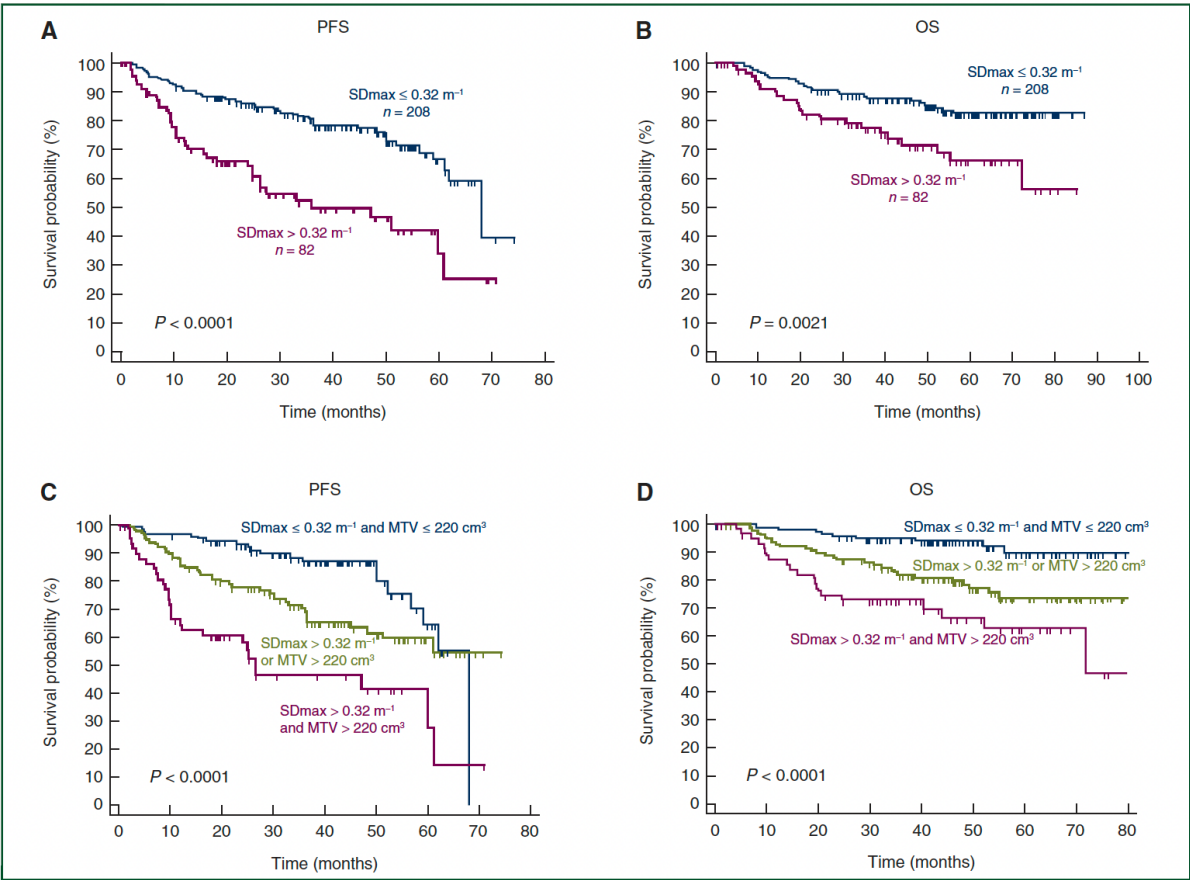 A
PFS
100
90
80
70
60
50
40
30
20
10
0
Survival probability (%)
SDmax ≤ 0.32 m⁻¹
n = 208
SDmax > 0.32 m⁻¹
n = 82
P < 0.0001
0 10 20 30 40 50 60 70 80
Time (months)
B
OS
100
90
80
70
60
50
40
30
20
10
0
Survival probability (%)
SDmax ≤ 0.32 m⁻¹
n = 208
SDmax > 0.32 m⁻¹
n = 82
P = 0.0021
0 10 20 30 40 50 60 70 80 90 100
Time (months)
C
PFS
100
90
80
70
60
50
40
30
20
10
0
Survival probability (%)
SDmax ≤ 0.32 m⁻¹ and MTV ≤ 220 cm³
SDmax > 0.32 m⁻¹
or MTV > 220 cm³
SDmax > 0.32 m⁻¹
and MTV > 220 cm³
P < 0.0001
0 10 20 30 40 50 60 70 80
Time (months)
D
OS
100
90
80
70
60
50
40
30
20
10
0
Survival probability (%)
SDmax ≤ 0.32 m⁻¹ and MTV ≤ 220 cm³
SDmax > 0.32 m⁻¹ or MTV > 220 cm³
SDmax > 0.32 m⁻¹ and MTV > 220 cm³
P < 0.0001
0 10 20 30 40 50 60 70 80
Time (months)